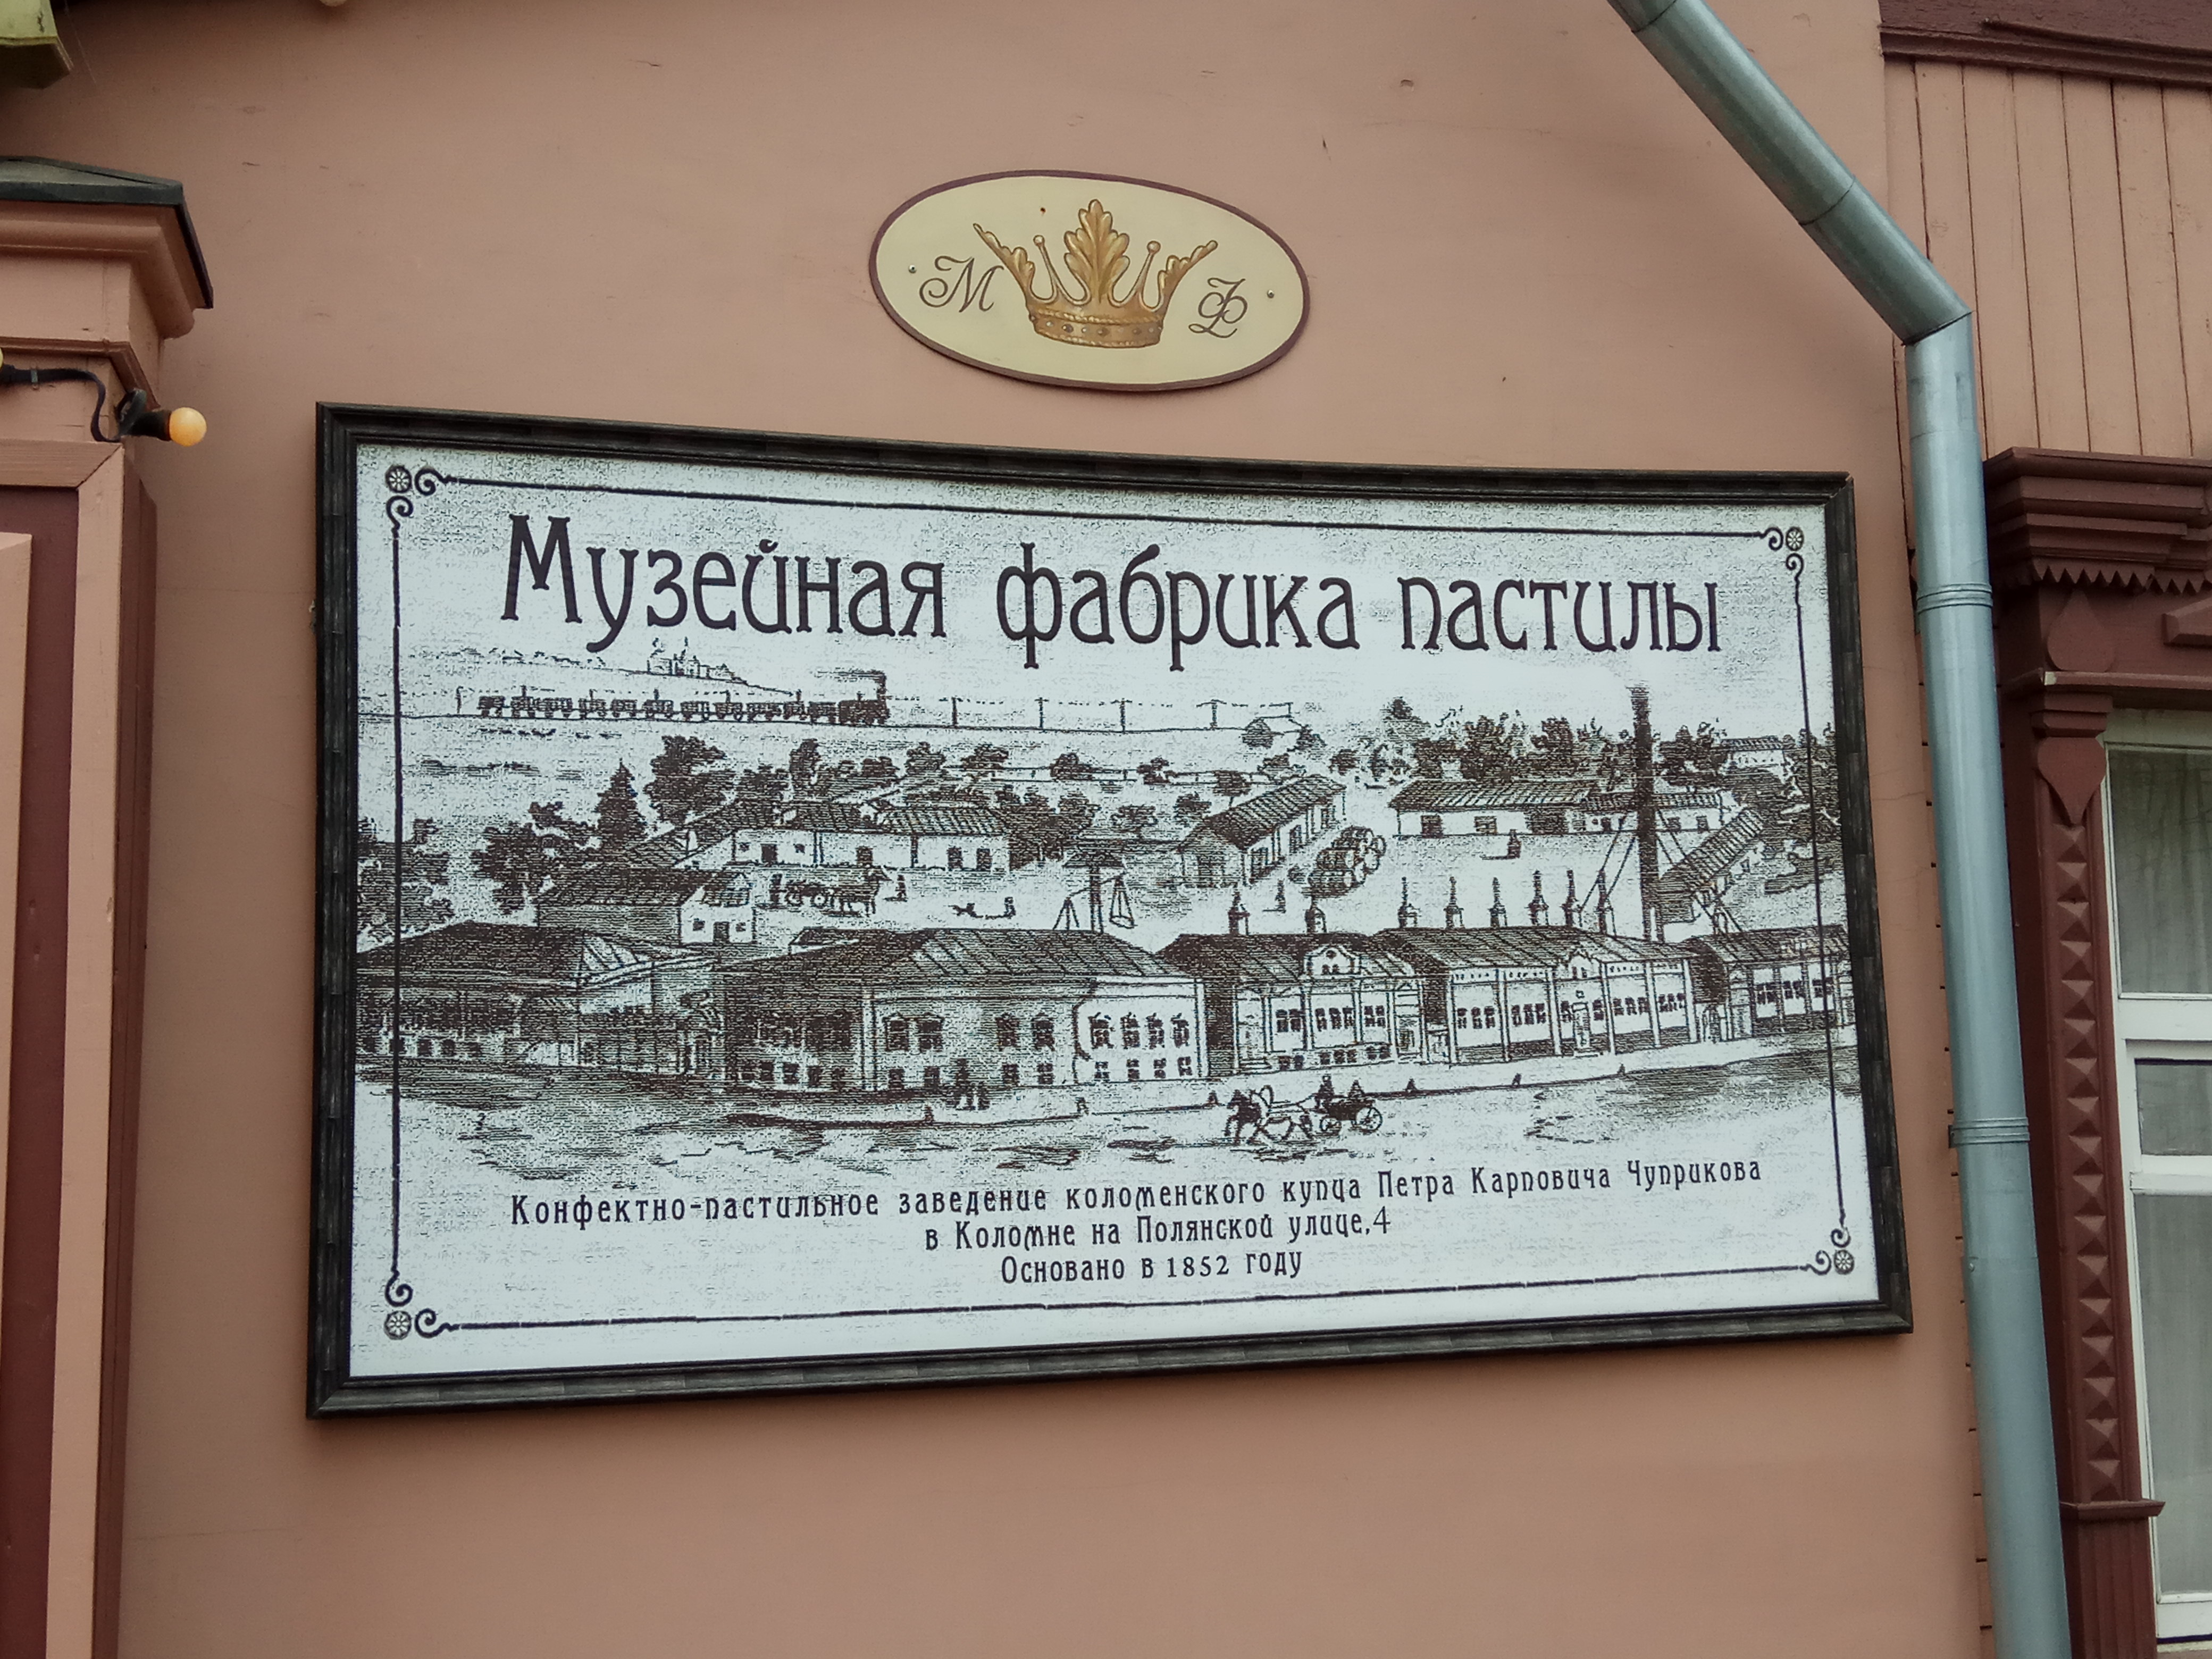 М Ф
Музейная фабрика пастилы
Конфектно-пастильное заведение коломенского купца Петра Карповича Чуприкова
в Коломне на Полянской улице,4
Основано в 1852 году